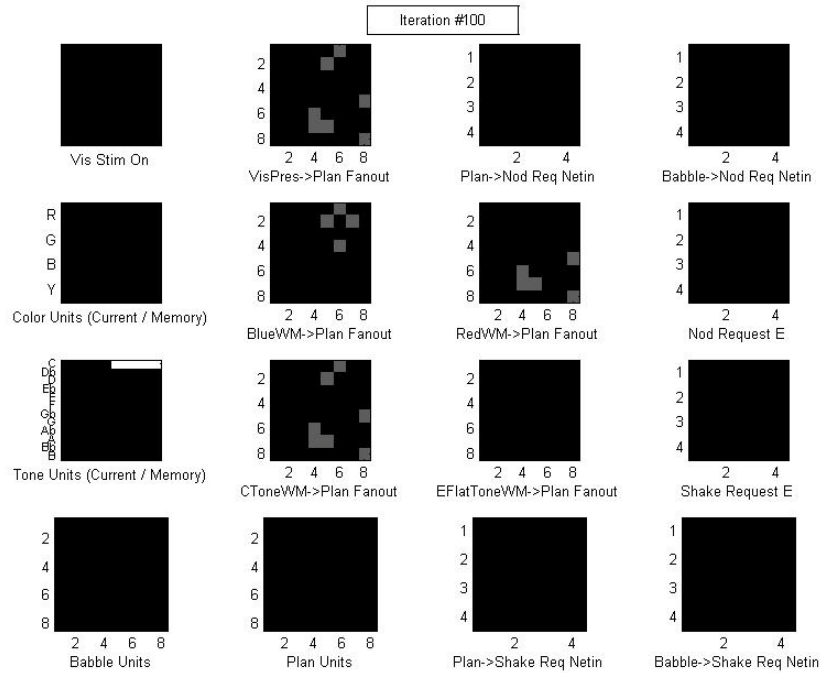 Iteration #100
2
4
6
8
1
2
3
4
1
2
3
4
Vis Stim On
2 4 6 8
VisPres->Plan Fanout
2 4
Plan->Nod Req Netin
2 4
Babble->Nod Req Netin
R
G
B
Y
Color Units (Current / Memory)
2
4
6
8
2 4 6 8
BlueWM->Plan Fanout
2
4
6
8
2 4 6 8
RedWM->Plan Fanout
1
2
3
4
2 4
Nod Request E
C
Db
D
Eb
E
F
Gb
G
Ab
A
Bb
B
Tone Units (Current / Memory)
2
4
6
8
2 4 6 8
CToneWM->Plan Fanout
2
4
6
8
2 4 6 8
EFlatToneWM->Plan Fanout
1
2
3
4
2 4
Shake Request E
2
4
6
8
2 4 6 8
Babble Units
2
4
6
8
2 4 6 8
Plan Units
1
2
3
4
2 4
Plan->Shake Req Netin
1
2
3
4
2 4
Babble->Shake Req Netin